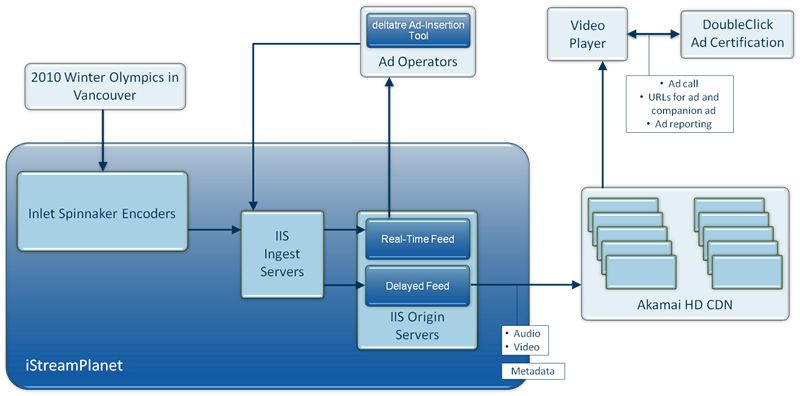 deltatre Ad-Insertion
Tool
Ad Operators
Video
Player
DoubleClick
Ad Certification
2010 Winter Olympics in
Vancouver
• Ad call
• URLs for ad and
companion ad
• Ad reporting
Inlet Spinnaker Encoders
IIS
Ingest
Servers
Real-Time Feed
Delayed Feed
IIS Origin
Servers
Akamai HD CDN
• Audio
• Video
Metadata
iStreamPlanet